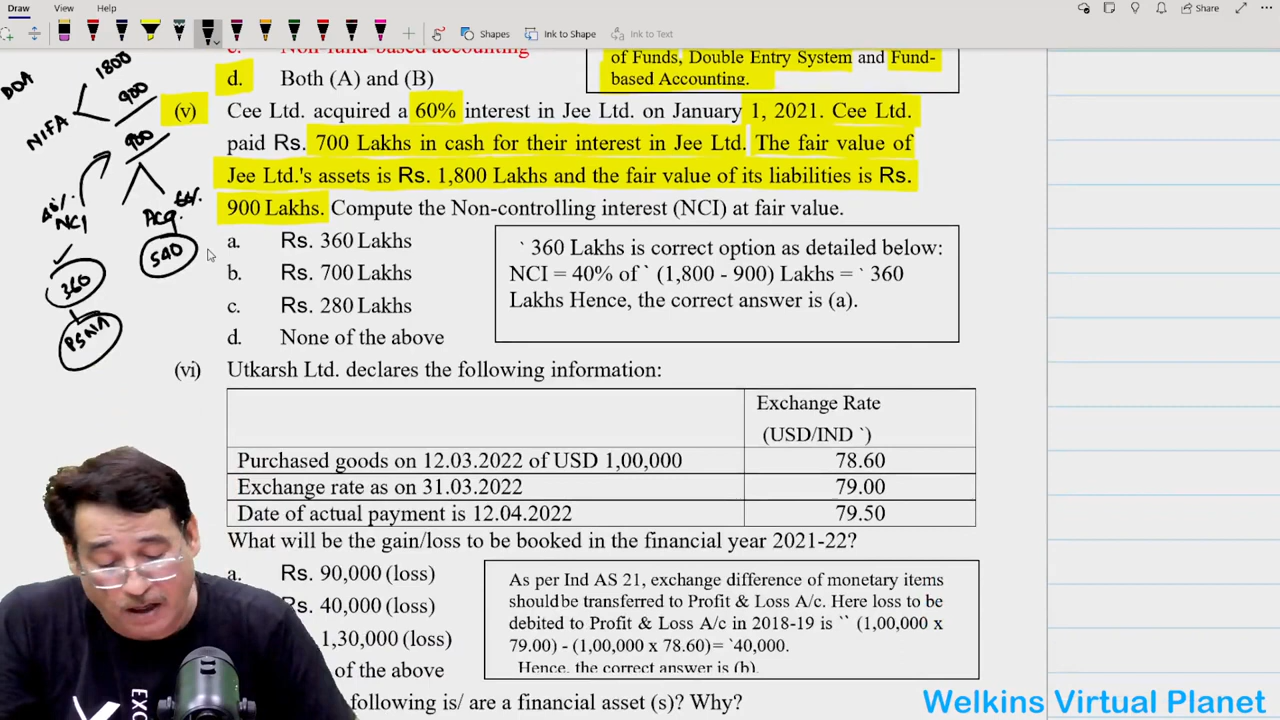 Draw View Help
Share
Shapes Ink to Shape Ink to Text
Non-fund-based accounting
d. Both (A) and (B)
of Funds, Double Entry System and Fund-
based Accounting.
DOA
NIFA
1800
900
900
40%
NCI
Acq.
360
540
PSNA
(v) Cee Ltd. acquired a 60% interest in Jee Ltd. on January 1, 2021. Cee Ltd.
paid Rs. 700 Lakhs in cash for their interest in Jee Ltd. The fair value of
Jee Ltd.'s assets is Rs. 1,800 Lakhs and the fair value of its liabilities is Rs.
900 Lakhs. Compute the Non-controlling interest (NCI) at fair value.
a. Rs. 360 Lakhs
b. Rs. 700 Lakhs
c. Rs. 280 Lakhs
d. None of the above
` 360 Lakhs is correct option as detailed below:
NCI = 40% of ` (1,800 - 900) Lakhs = ` 360
Lakhs Hence, the correct answer is (a).
(vi) Utkarsh Ltd. declares the following information:
Exchange Rate
(USD/IND `)
Purchased goods on 12.03.2022 of USD 1,00,000 78.60
Exchange rate as on 31.03.2022 79.00
Date of actual payment is 12.04.2022 79.50
What will be the gain/loss to be booked in the financial year 2021-22?
a. Rs. 90,000 (loss)
Rs. 40,000 (loss)
1,30,000 (loss)
of the above
As per Ind AS 21, exchange difference of monetary items
should be transferred to Profit & Loss A/c. Here loss to be
debited to Profit & Loss A/c in 2018-19 is `` (1,00,000 x
79.00) - (1,00,000 x 78.60)= `40,000.
Hence, the correct answer is (b).
following is/ are a financial asset (s)? Why?
Welkins Virtual Planet